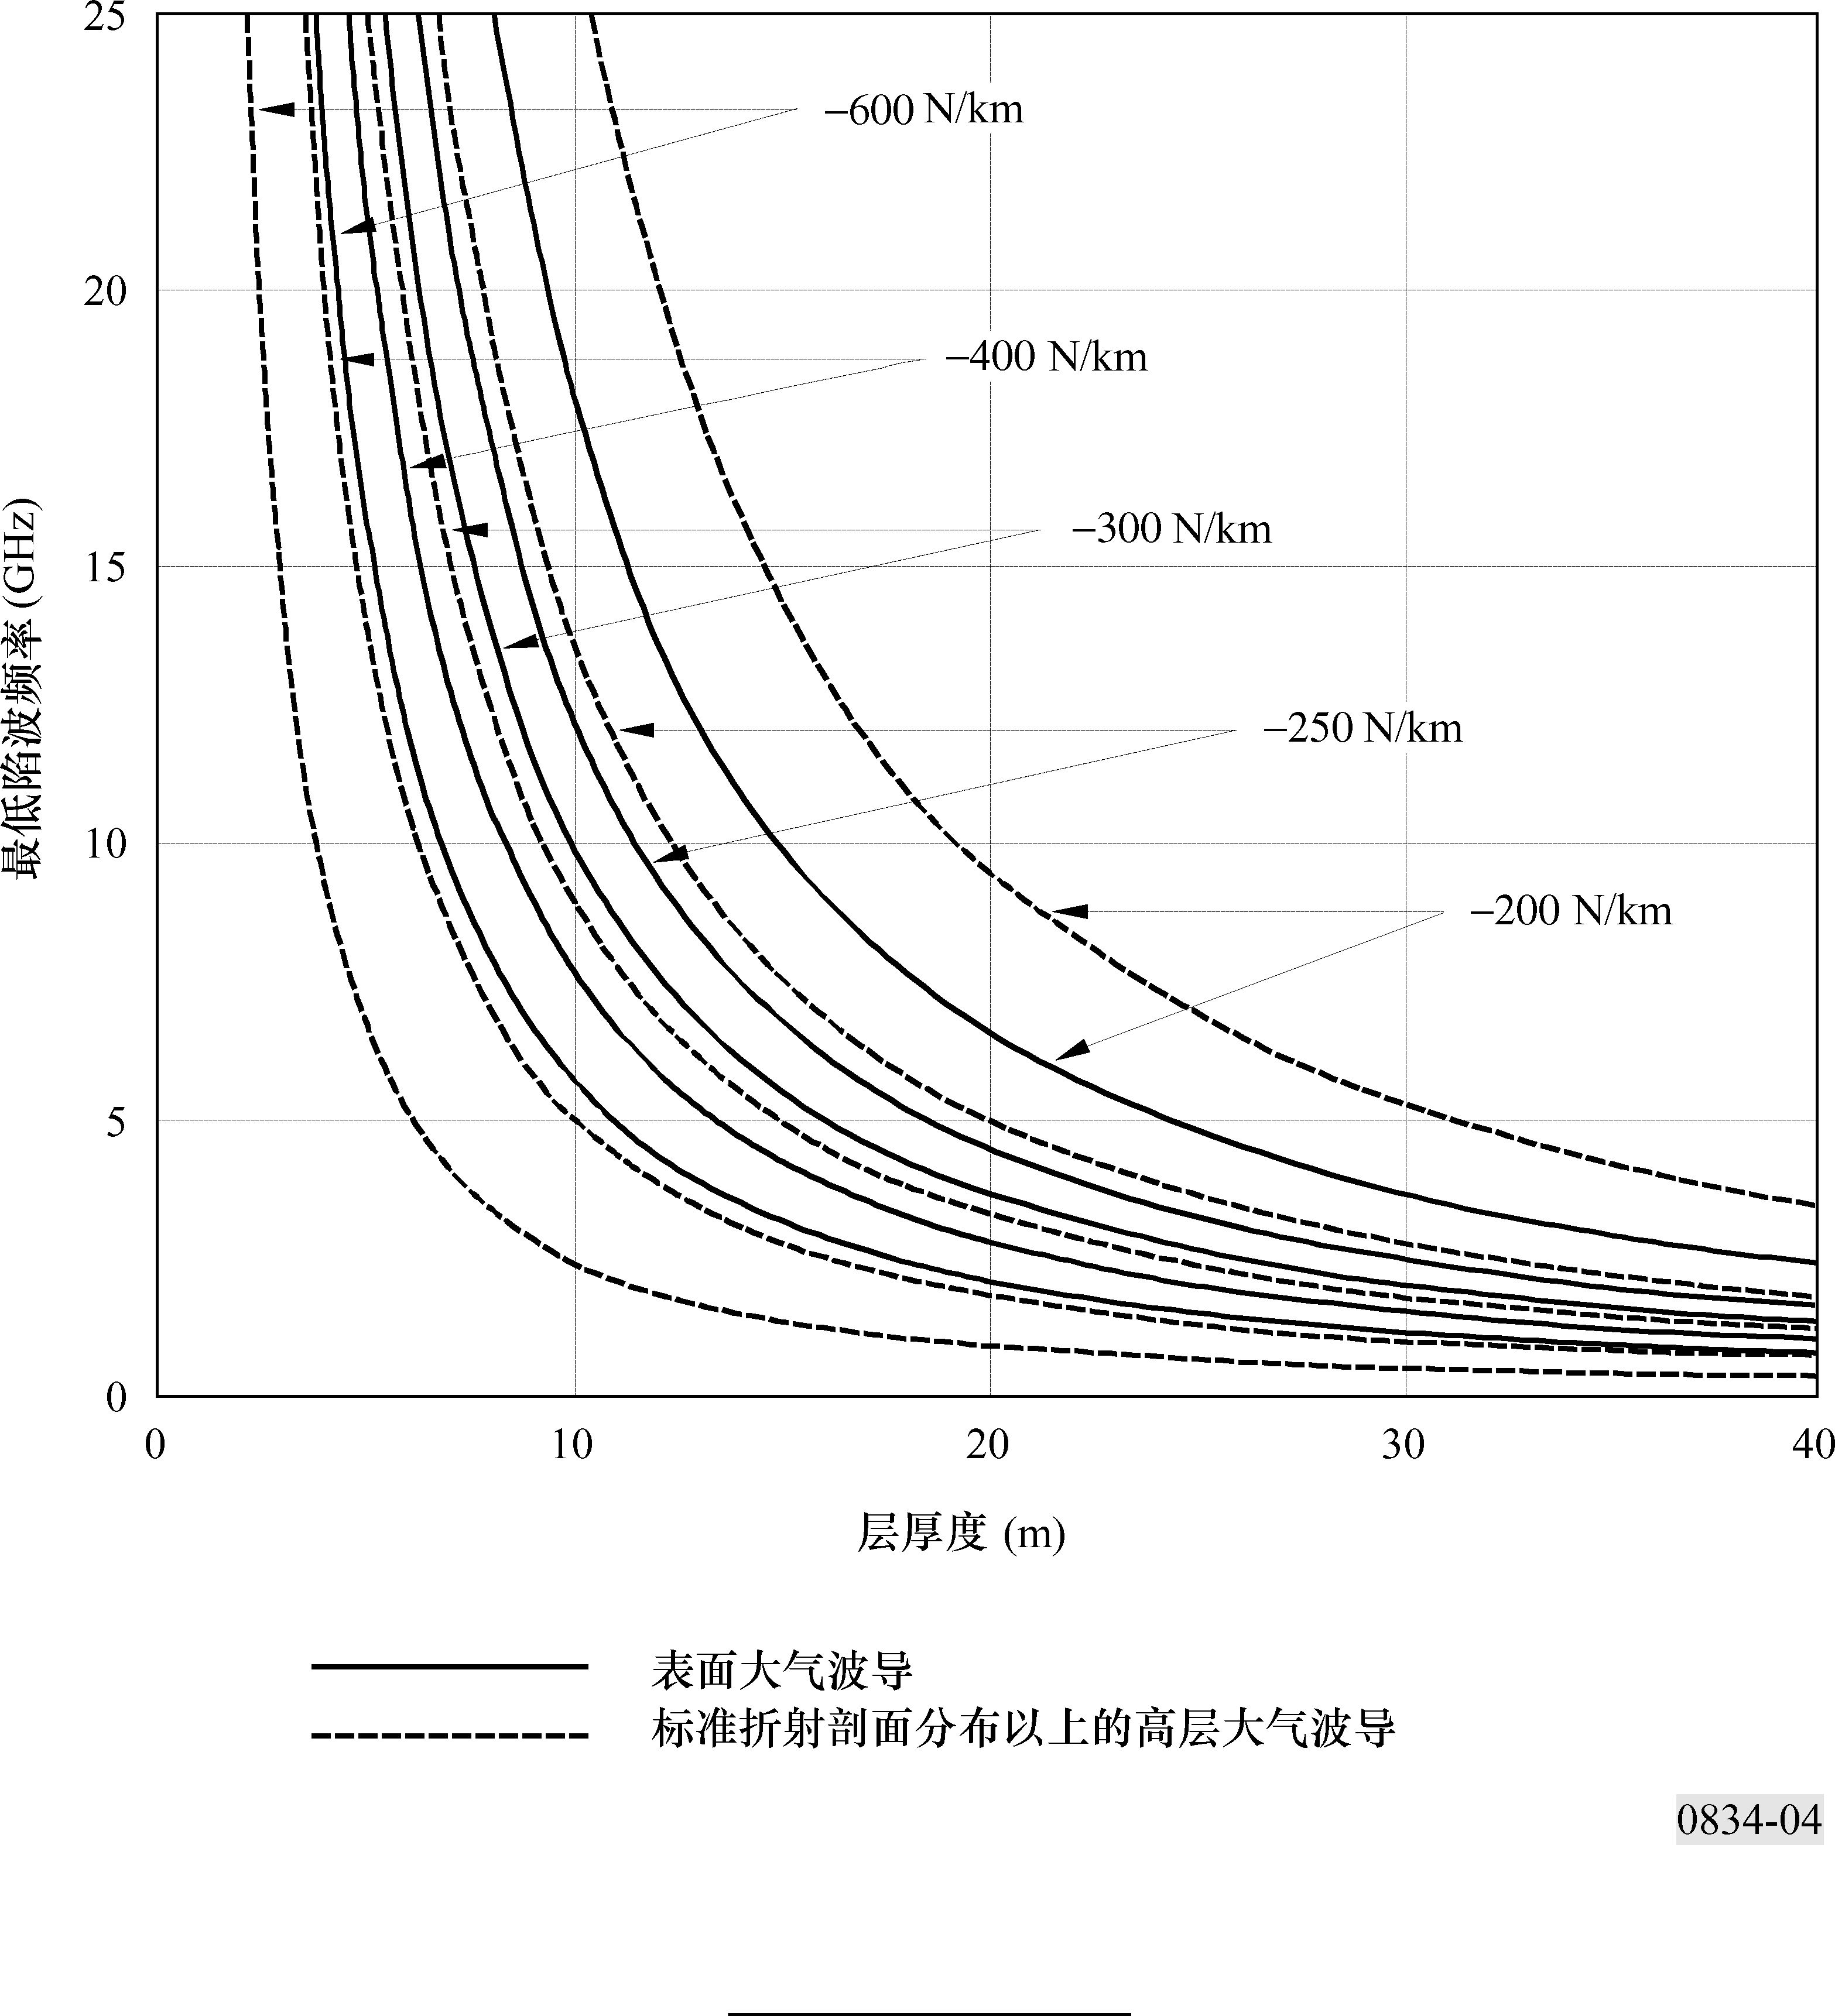 25
–600 N/km
20
–400 N/km
–300 N/km
15
–250 N/km
最低陷波频率 (GHz)
10
–200 N/km
5
0
0 10 20 30 40
层厚度 (m)
表面大气波导
标准折射剖面分布以上的高层大气波导
0834-04